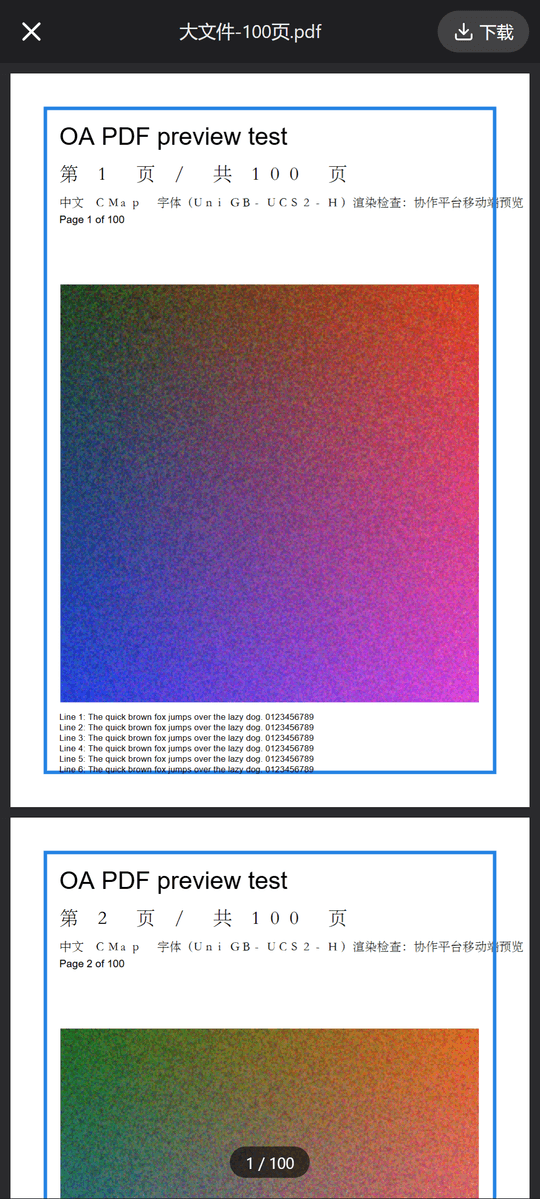 大文件-100页.pdf
下载
OA PDF preview test
第 1 页 / 共 100 页
中文 CMap 字体（UniGB-UCS2-H）渲染检查：协作平台移动端预览
Page 1 of 100
Line 1: The quick brown fox jumps over the lazy dog. 0123456789
Line 2: The quick brown fox jumps over the lazy dog. 0123456789
Line 3: The quick brown fox jumps over the lazy dog. 0123456789
Line 4: The quick brown fox jumps over the lazy dog. 0123456789
Line 5: The quick brown fox jumps over the lazy dog. 0123456789
Line 6: The quick brown fox jumps over the lazy dog. 0123456789
OA PDF preview test
第 2 页 / 共 100 页
中文 CMap 字体（UniGB-UCS2-H）渲染检查：协作平台移动端预览
Page 2 of 100
1 / 100